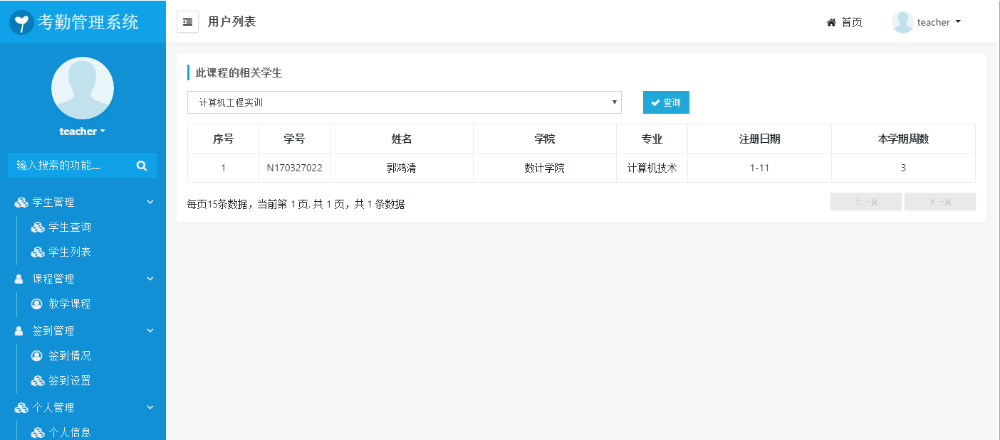 考勤管理系统
用户列表
首页
teacher
teacher
输入搜索的功能....
学生管理
学生查询
学生列表
课程管理
教学课程
签到管理
签到情况
签到设置
个人管理
个人信息
此课程的相关学生
计算机工程实训
查询
序号 学号 姓名 学院 专业 注册日期 本学期周数
1 N170327022 郭鸿清 数计学院 计算机技术 1-11 3
每页15条数据，当前第 1 页, 共 1 页，共 1 条数据
上一页 下一页